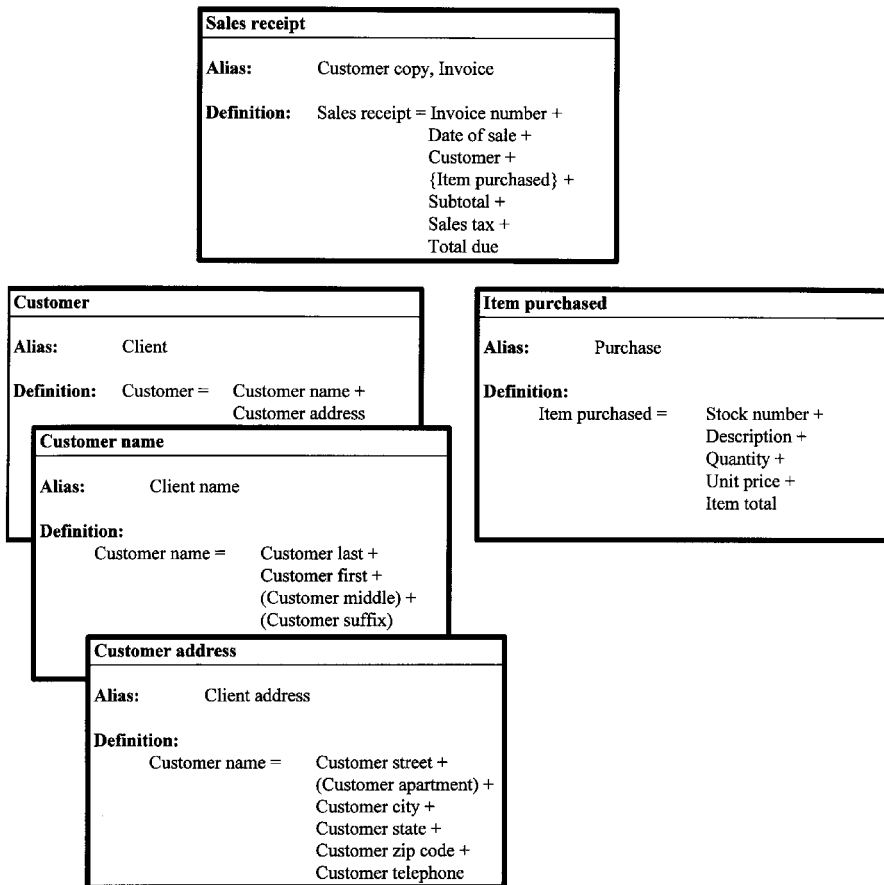 Sales receipt
Alias: Customer copy, Invoice
Definition: Sales receipt = Invoice number +
Date of sale +
Customer +
{Item purchased} +
Subtotal +
Sales tax +
Total due
Customer
Alias: Client
Definition: Customer = Customer name +
Customer address
Customer name
Alias: Client name
Definition:
Customer name = Customer last +
Customer first +
(Customer middle) +
(Customer suffix)
Customer address
Alias: Client address
Definition:
Customer name = Customer street +
(Customer apartment) +
Customer city +
Customer state +
Customer zip code +
Customer telephone
Item purchased
Alias: Purchase
Definition:
Item purchased = Stock number +
Description +
Quantity +
Unit price +
Item total